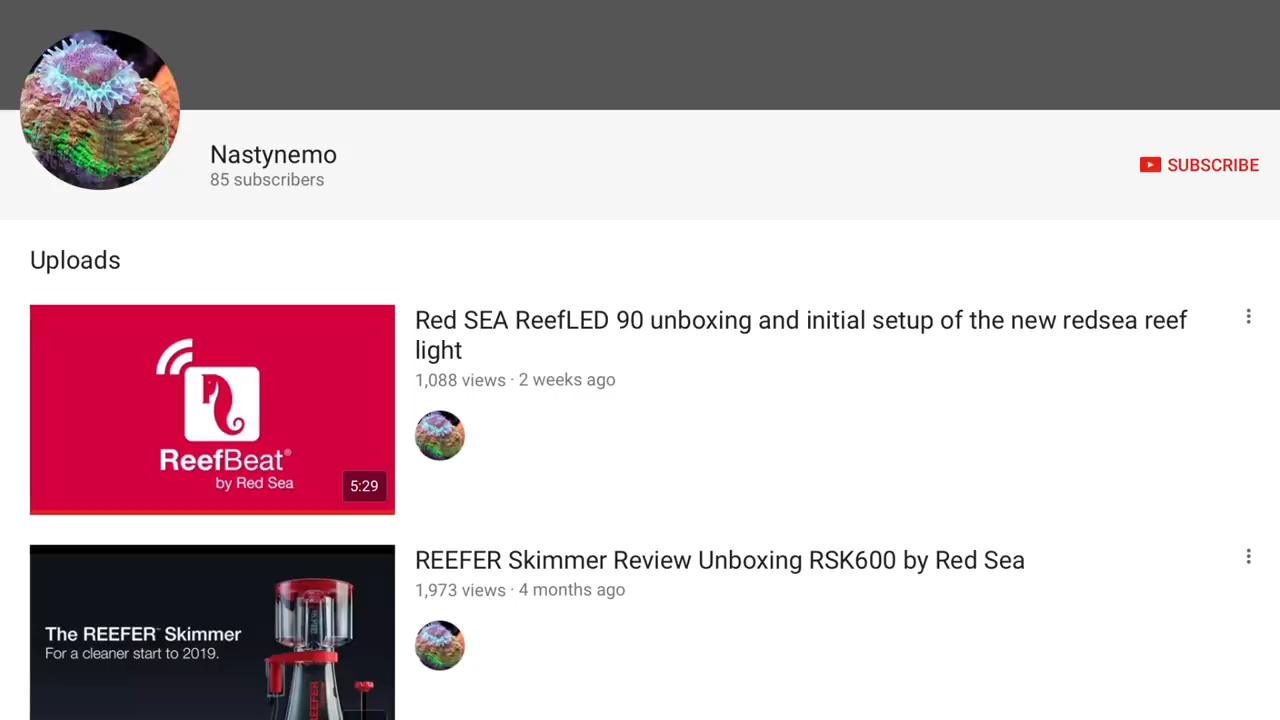 Nastynemo
85 subscribers
SUBSCRIBE
Uploads
Red SEA ReefLED 90 unboxing and initial setup of the new redsea reef
light
1,088 views · 2 weeks ago
ReefBeat®
by Red Sea
5:29
REEFER Skimmer Review Unboxing RSK600 by Red Sea
1,973 views · 4 months ago
The REEFER™ Skimmer
For a cleaner start to 2019.
REEFER